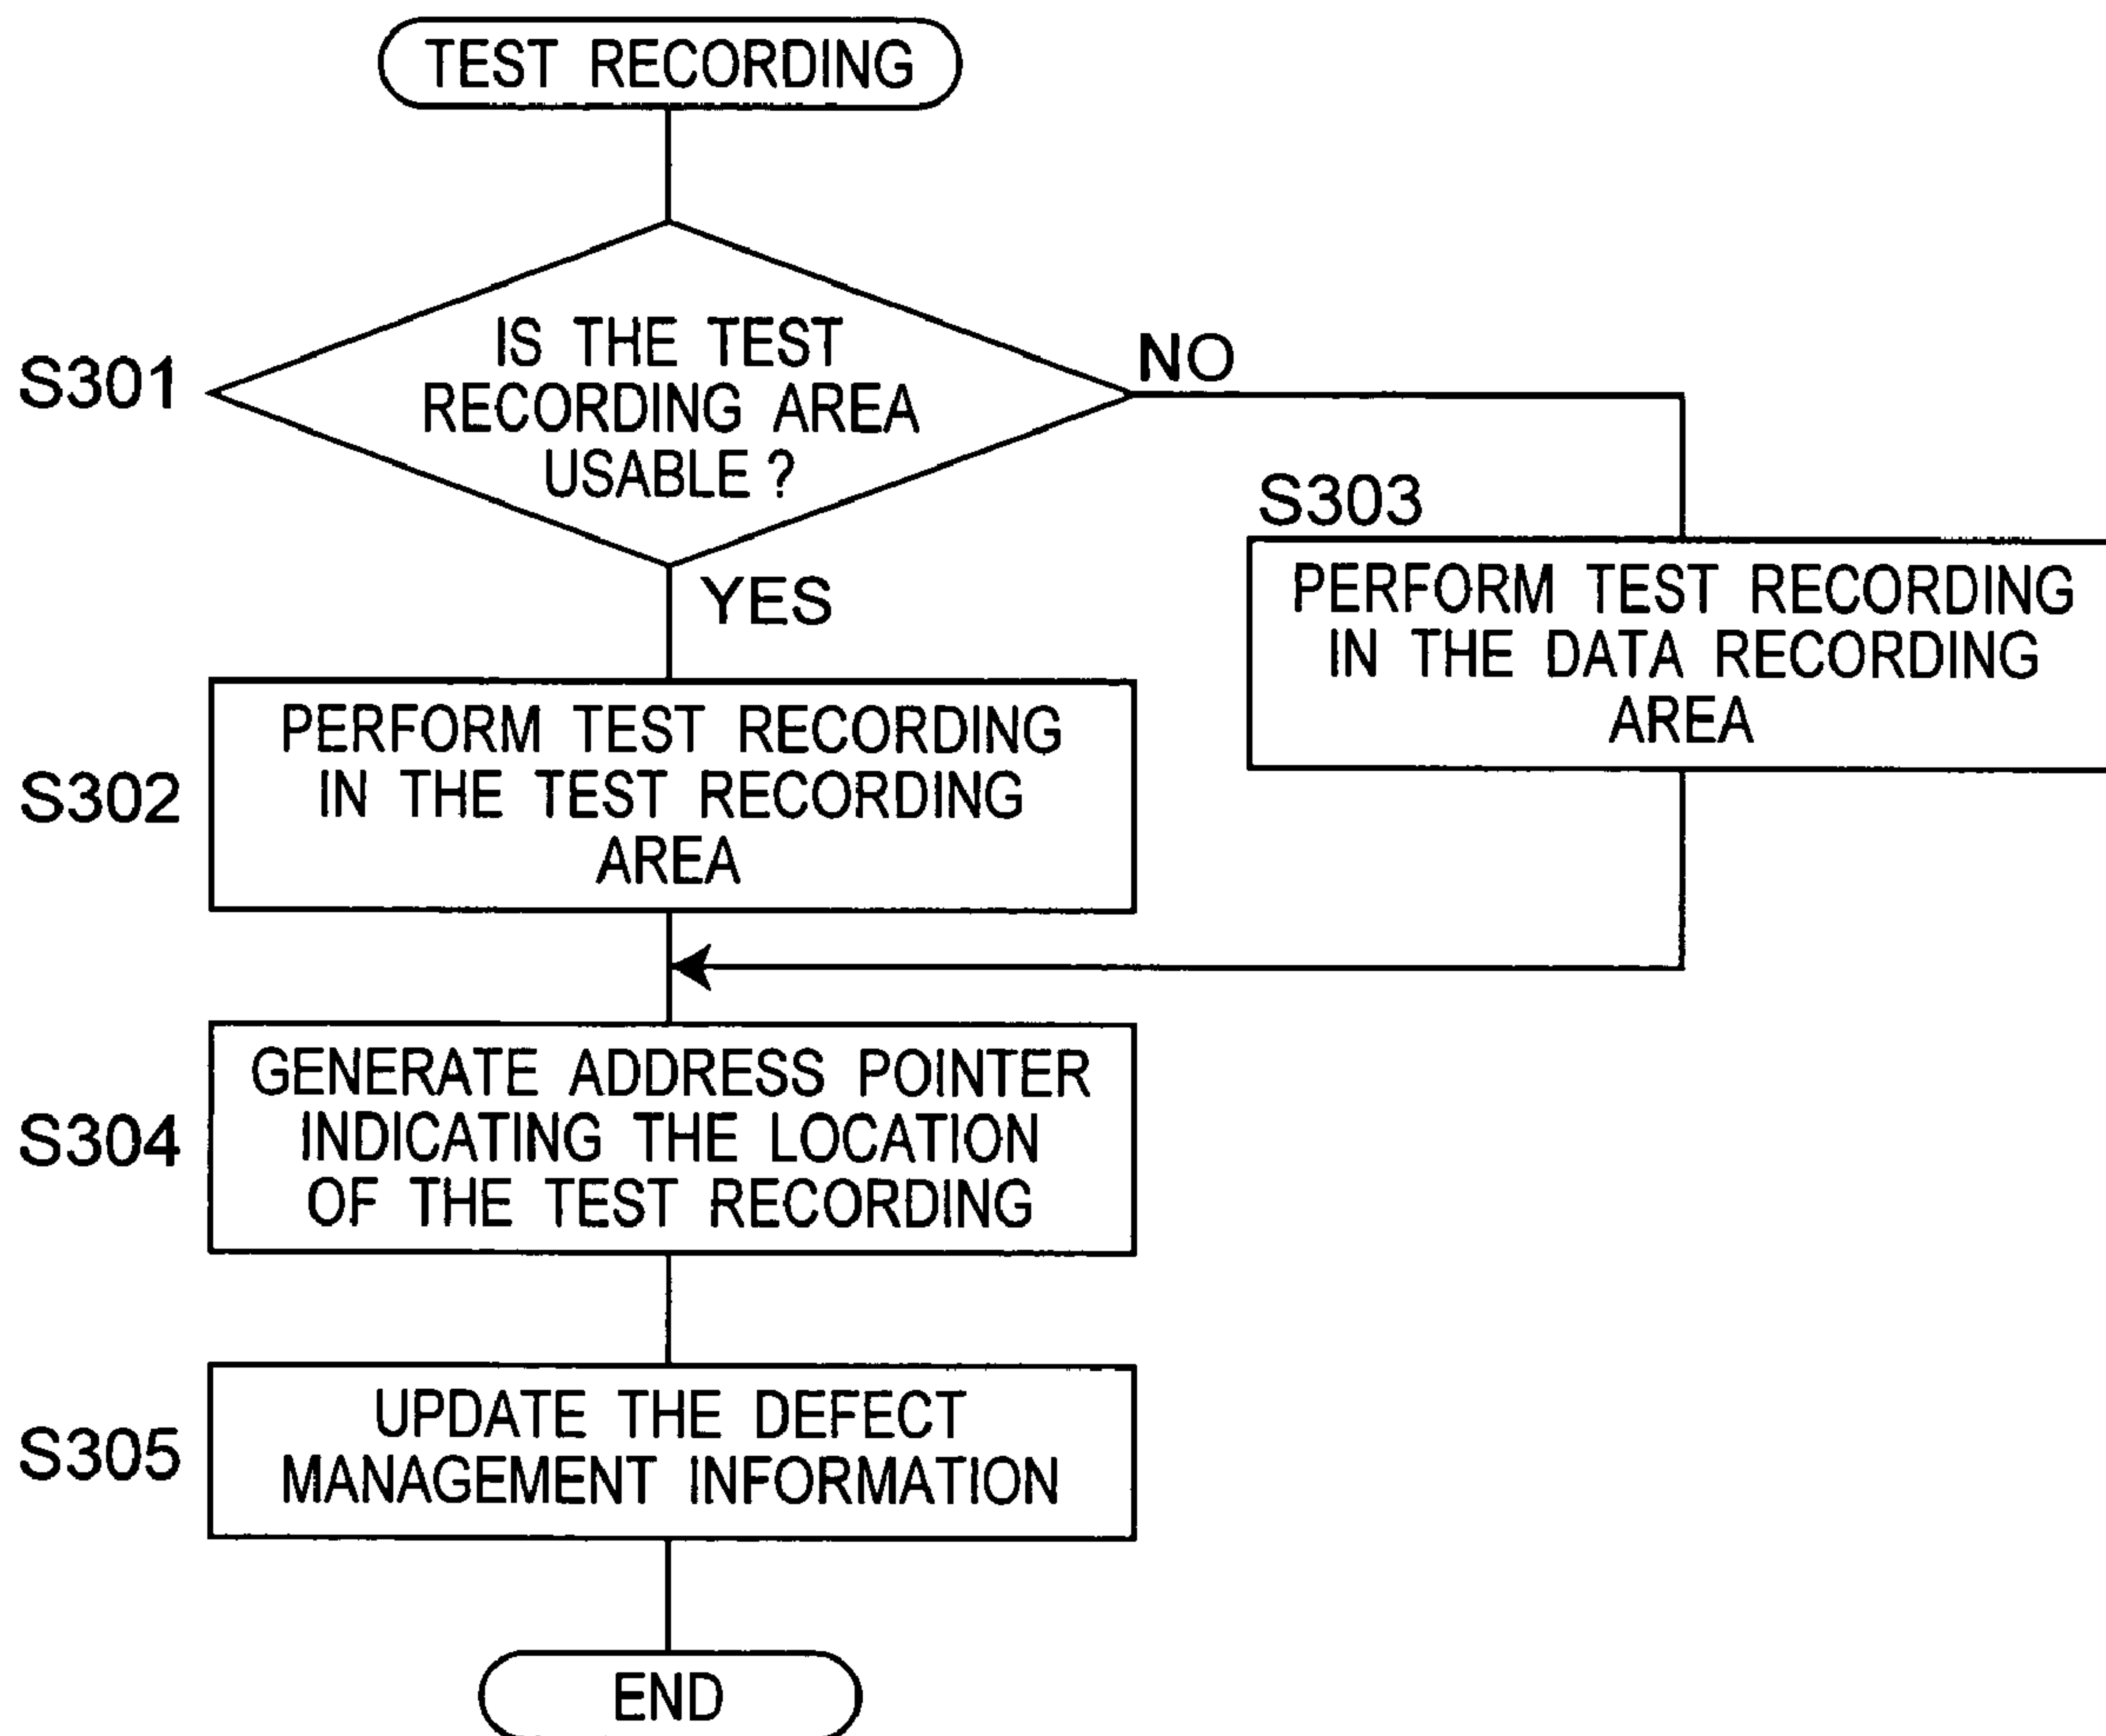 TEST RECORDING
S301
IS THE TEST
RECORDING AREA
USABLE ?
NO
YES
S303
PERFORM TEST RECORDING
IN THE DATA RECORDING
AREA
S302
PERFORM TEST RECORDING
IN THE TEST RECORDING
AREA
S304
GENERATE ADDRESS POINTER
INDICATING THE LOCATION
OF THE TEST RECORDING
S305
UPDATE THE DEFECT
MANAGEMENT INFORMATION
END